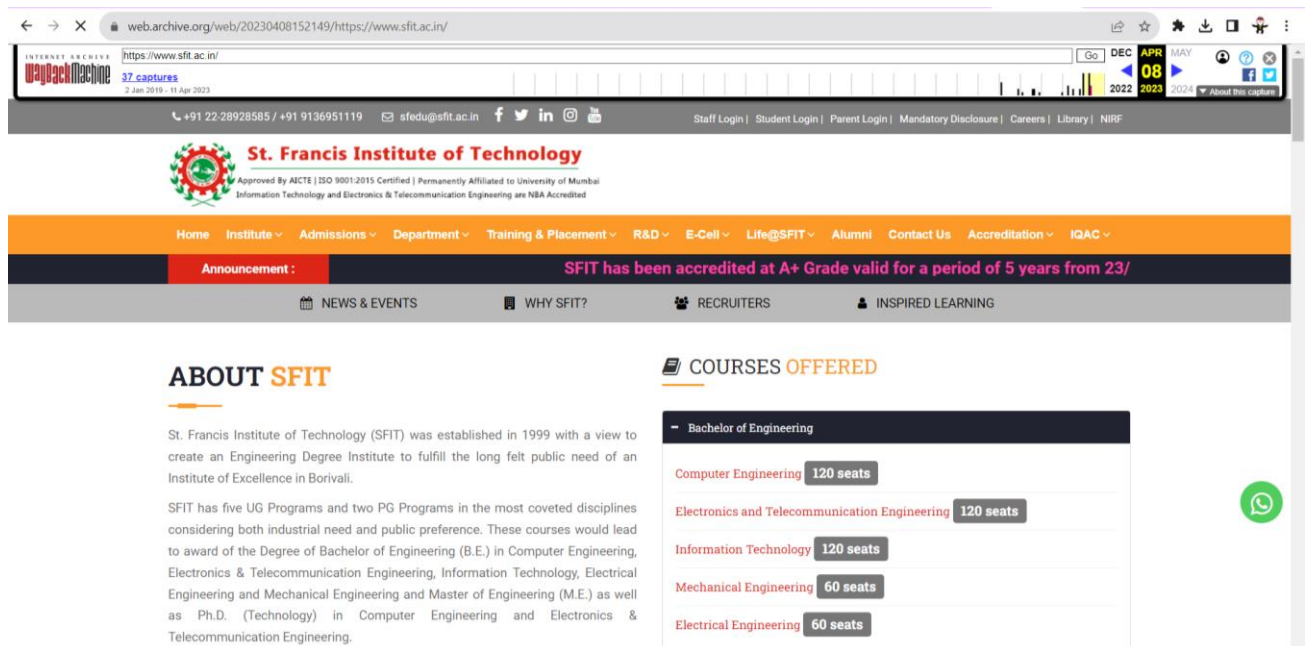 web.archive.org/web/20230408152149/https://www.sfit.ac.in/
INTERNET ARCHIVE
WayBackMachine
https://www.sfit.ac.in/
Go
DEC APR MAY
37 captures
2 Jan 2019 - 11 Apr 2023
08
2022 2023 2024
About this capture
+91 22-28928585 / +91 9136951119 sfedu@sfit.ac.in
Staff Login | Student Login | Parent Login | Mandatory Disclosure | Careers | Library | NIRF
St. Francis Institute of Technology
Approved By AICTE | ISO 9001:2015 Certified | Permanently Affiliated to University of Mumbai
Information Technology and Electronics & Telecommunication Engineering are NBA Accredited
Home Institute Admissions Department Training & Placement R&D E-Cell Life@SFIT Alumni Contact Us Accreditation IQAC
Announcement : SFIT has been accredited at A+ Grade valid for a period of 5 years from 23/
NEWS & EVENTS WHY SFIT? RECRUITERS INSPIRED LEARNING
ABOUT SFIT
St. Francis Institute of Technology (SFIT) was established in 1999 with a view to
create an Engineering Degree Institute to fulfill the long felt public need of an
Institute of Excellence in Borivali.
SFIT has five UG Programs and two PG Programs in the most coveted disciplines
considering both industrial need and public preference. These courses would lead
to award of the Degree of Bachelor of Engineering (B.E.) in Computer Engineering,
Electronics & Telecommunication Engineering, Information Technology, Electrical
Engineering and Mechanical Engineering and Master of Engineering (M.E.) as well
as Ph.D. (Technology) in Computer Engineering and Electronics &
Telecommunication Engineering.
COURSES OFFERED
Bachelor of Engineering
Computer Engineering 120 seats
Electronics and Telecommunication Engineering 120 seats
Information Technology 120 seats
Mechanical Engineering 60 seats
Electrical Engineering 60 seats